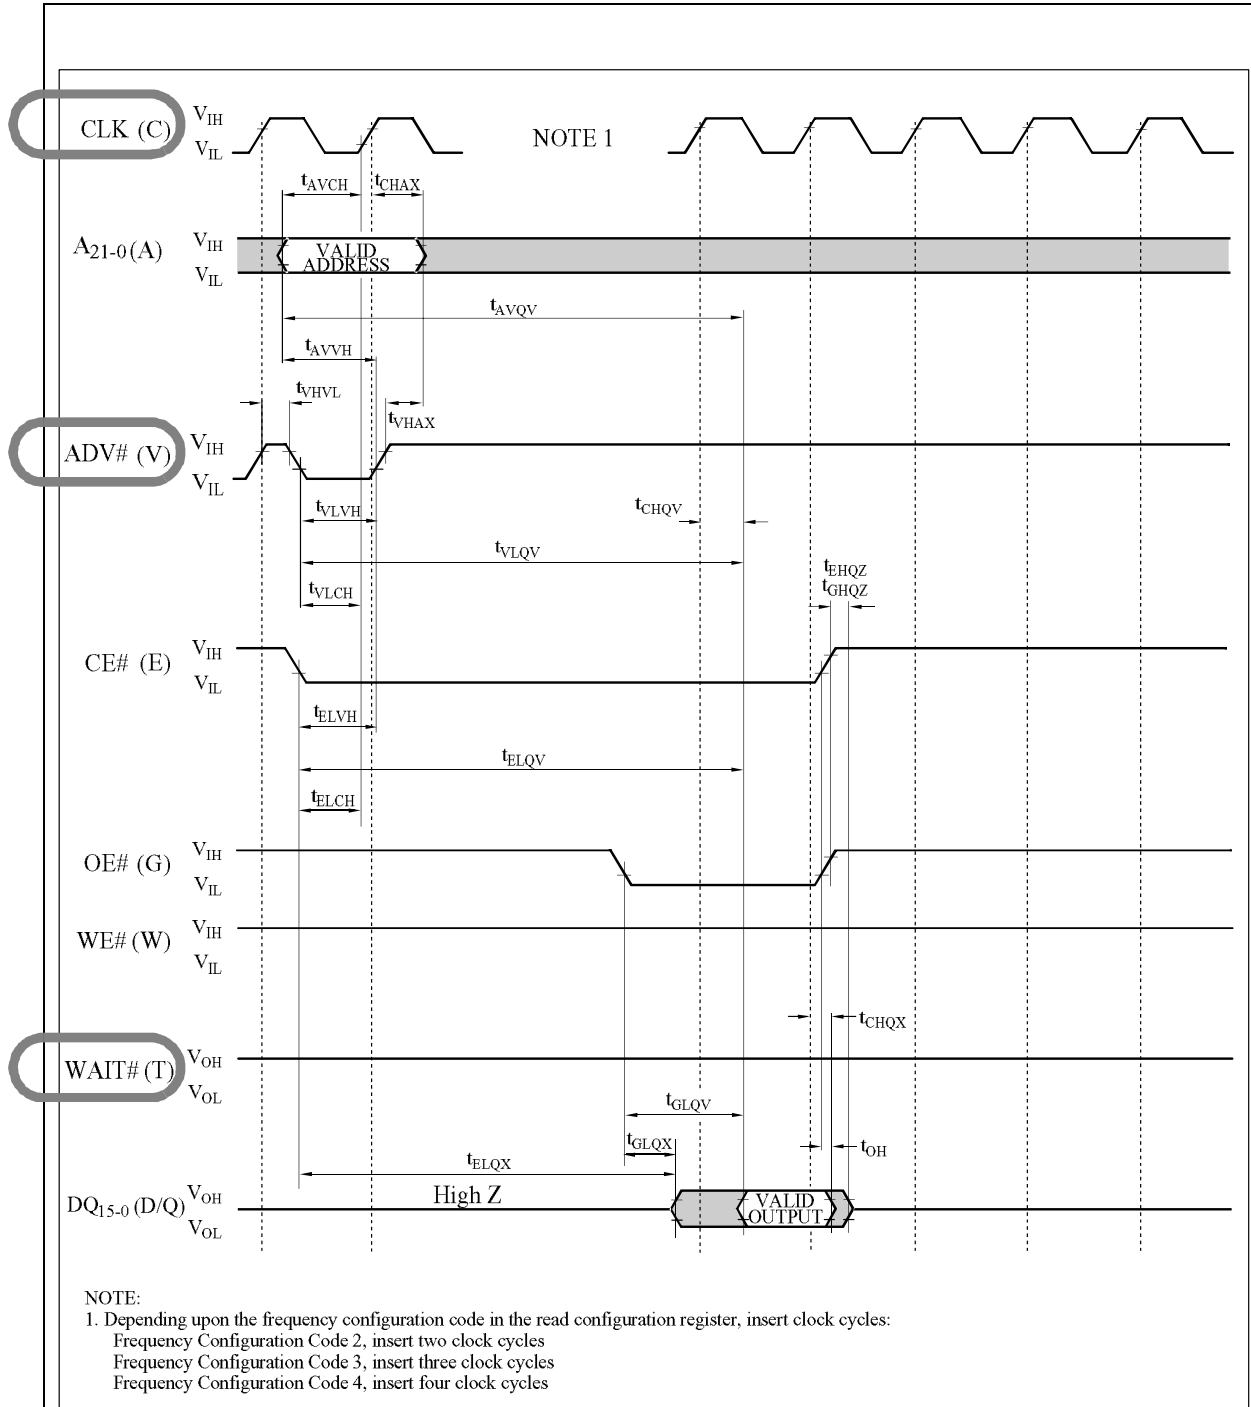 CLK (C)
VIH
VIL
NOTE 1
tAVCH
tCHAX
A21-0 (A)
VIH
VIL
VALID
ADDRESS
tAVQV
tAVVH
tVHVL
tVHAX
ADV# (V)
VIH
VIL
tVLVH
tCHQV
tVLQV
tVLCH
tEHQZ
tGHQZ
CE# (E)
VIH
VIL
tELVH
tELQV
tELCH
OE# (G)
VIH
VIL
WE# (W)
VIH
VIL
tCHQX
WAIT# (T)
VOH
VOL
tGLQV
tGLQX
tOH
tELQX
High Z
DQ15-0 (D/Q)
VOH
VOL
VALID
OUTPUT
NOTE:
1. Depending upon the frequency configuration code in the read configuration register, insert clock cycles:
Frequency Configuration Code 2, insert two clock cycles
Frequency Configuration Code 3, insert three clock cycles
Frequency Configuration Code 4, insert four clock cycles